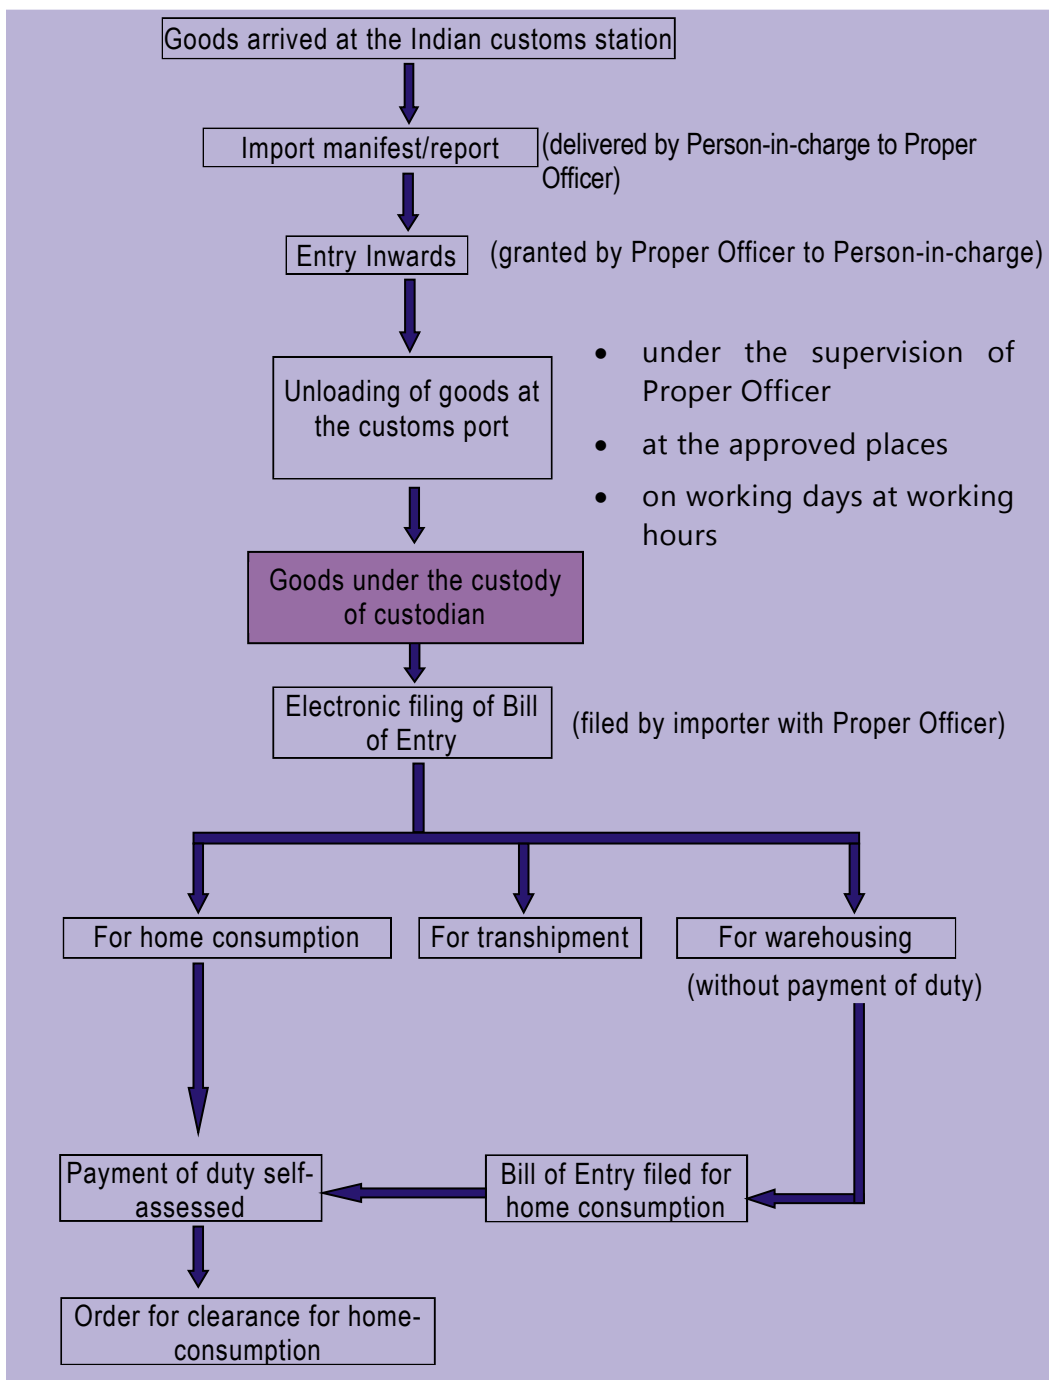 Goods arrived at the Indian customs station
Import manifest/report
(delivered by Person-in-charge to Proper
Officer)
Entry Inwards
(granted by Proper Officer to Person-in-charge)
Unloading of goods at
the customs port
• under the supervision of
Proper Officer
• at the approved places
• on working days at working
hours
Goods under the custody
of custodian
Electronic filing of Bill
of Entry
(filed by importer with Proper Officer)
For home consumption
For transhipment
For warehousing
(without payment of duty)
Payment of duty self-
assessed
Bill of Entry filed for
home consumption
Order for clearance for home-
consumption